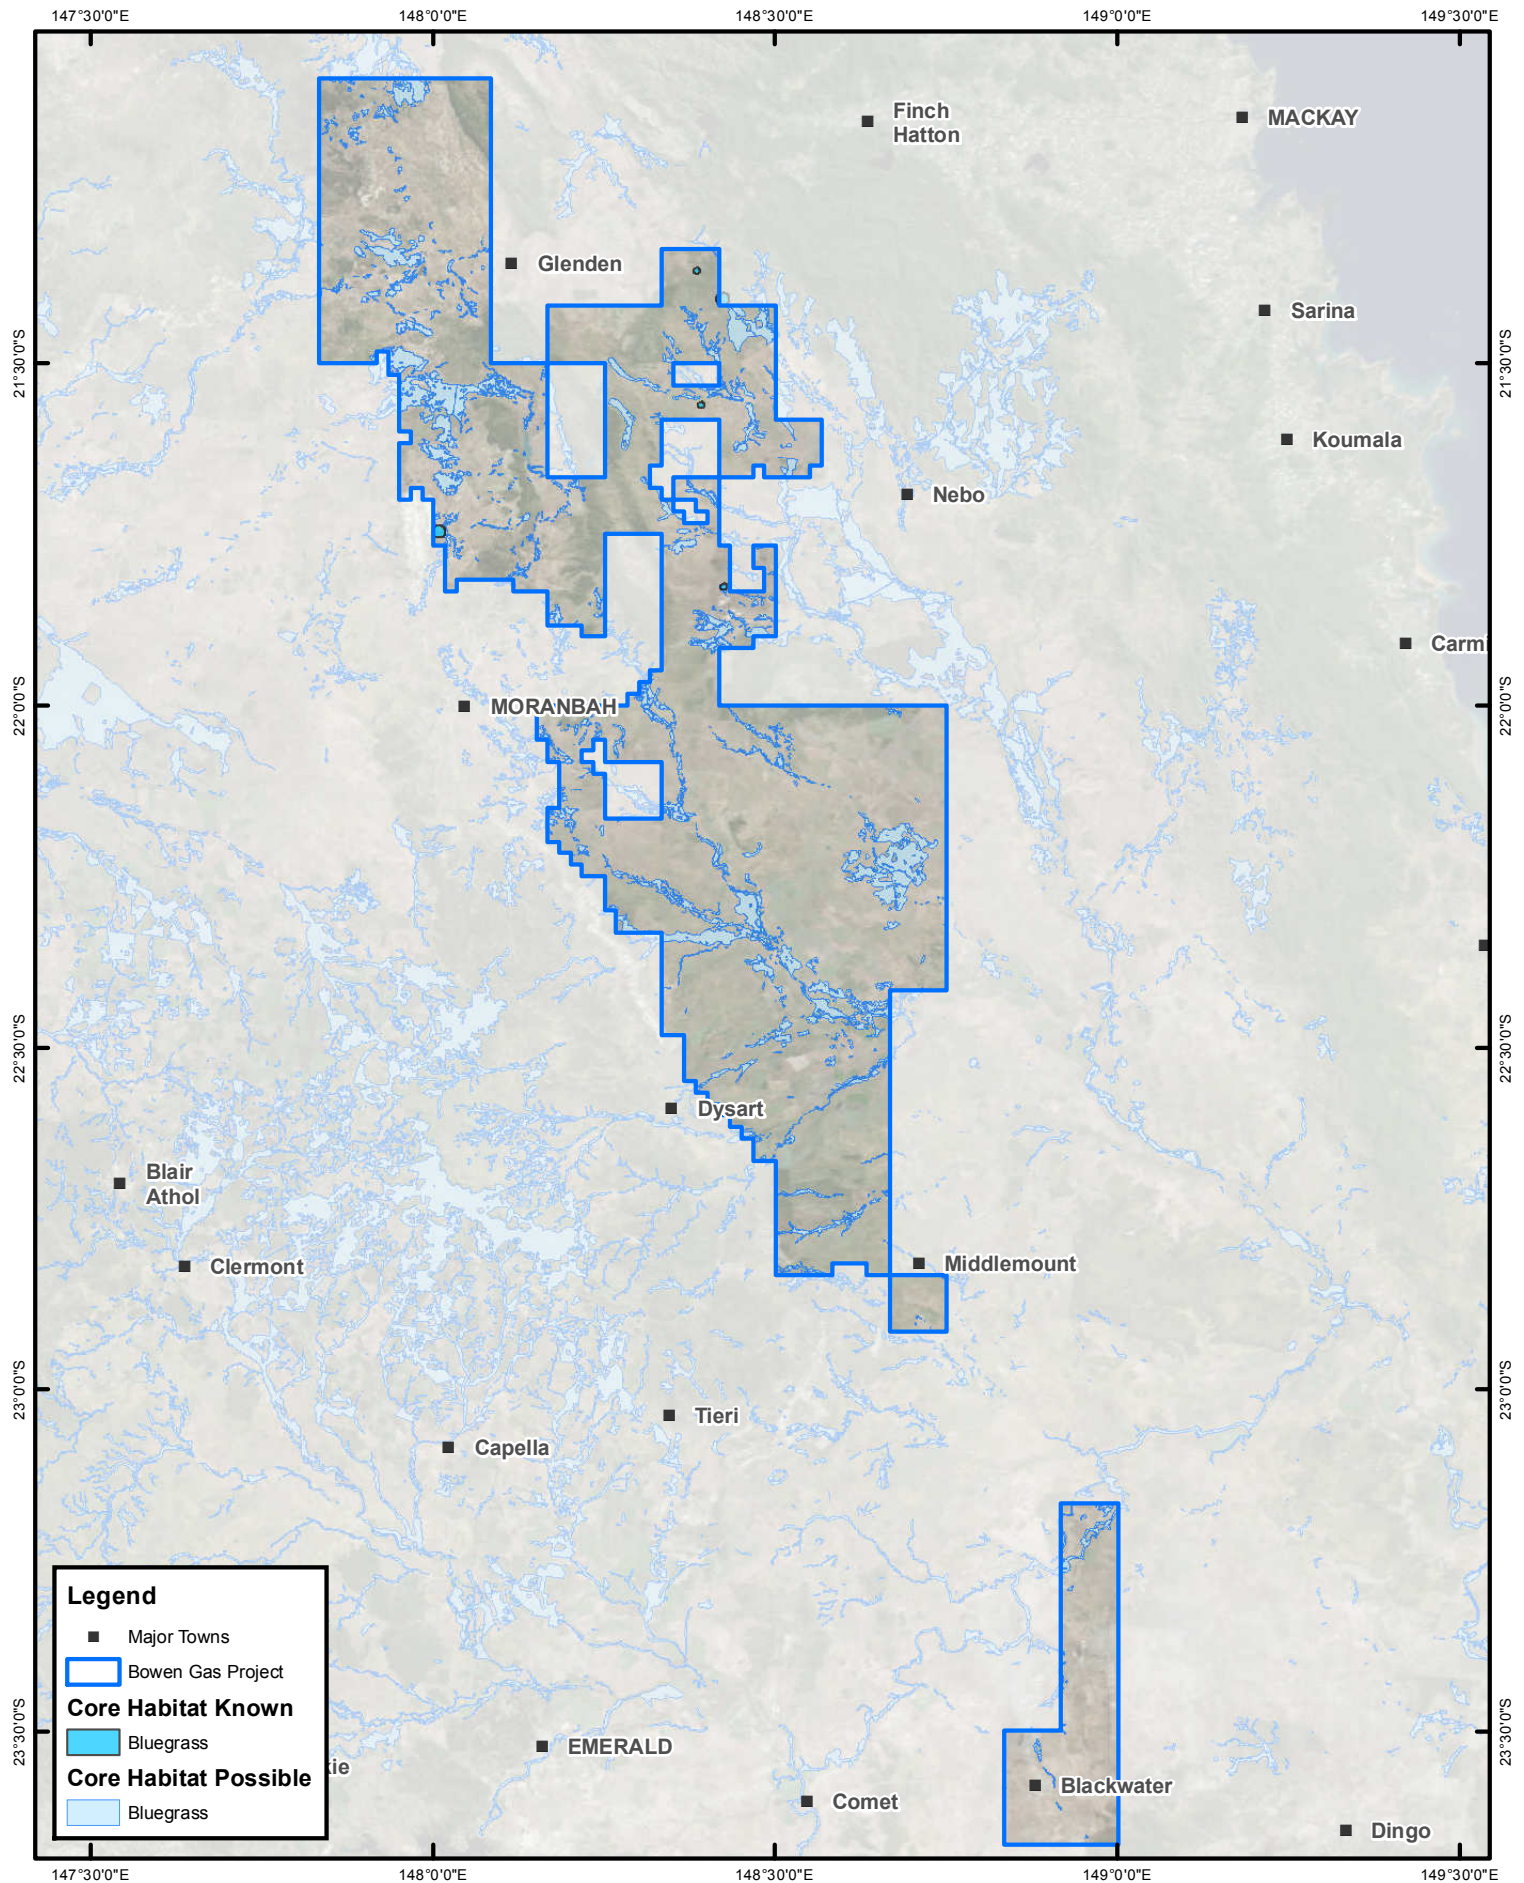 147°30'0"E
148°0'0"E
148°30'0"E
149°0'0"E
149°30'0"E
Finch
Hatton
MACKAY
Glenden
Sarina
21°30'0"S
21°30'0"S
Koumala
Nebo
Carmi
22°0'0"S
MORANBAH
22°0'0"S
22°30'0"S
22°30'0"S
Dysart
Blair
Athol
Clermont
Middlemount
23°0'0"S
23°0'0"S
Tieri
Capella
Legend
Major Towns
Bowen Gas Project
Core Habitat Known
Bluegrass
Core Habitat Possible
Bluegrass
kie
23°30'0"S
23°30'0"S
EMERALD
Blackwater
Comet
Dingo
147°30'0"E
148°0'0"E
148°30'0"E
149°0'0"E
149°30'0"E